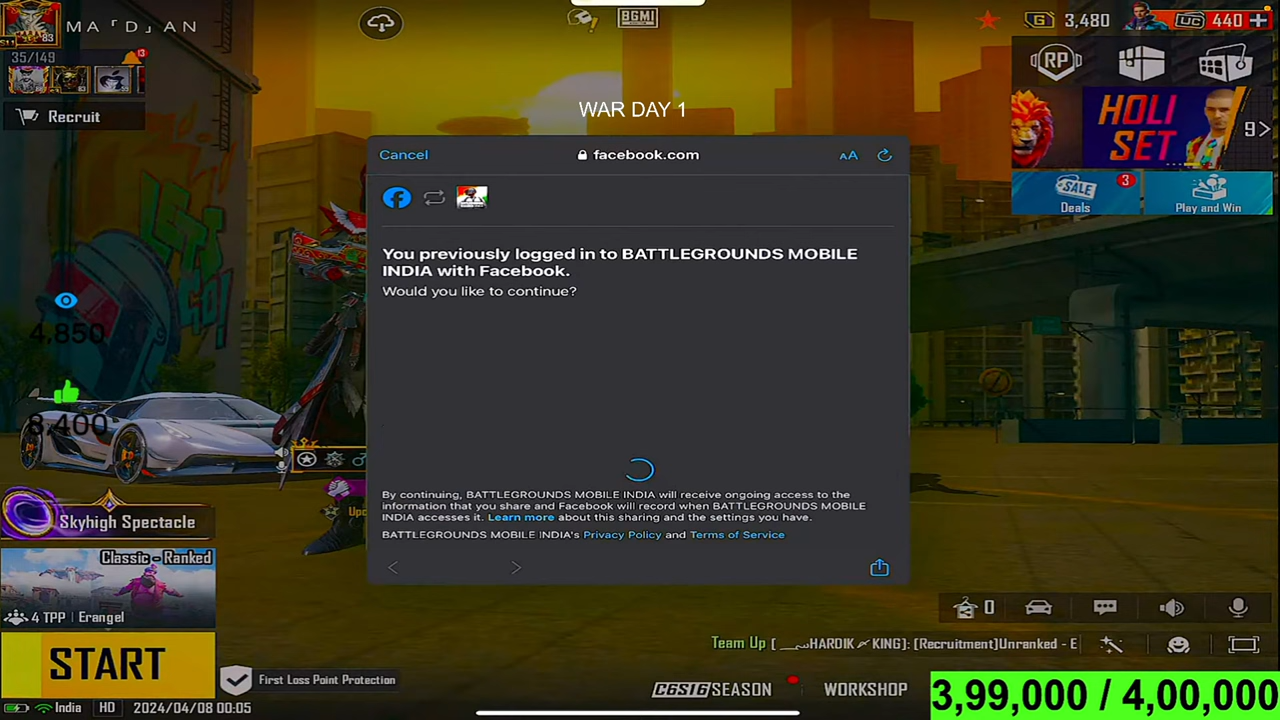 MA「D」AN
BGMI
3,480
UC 440
83
35/149
13
Recruit
RP
WAR DAY 1
HOLI
SET
9
SALE
3
Deals
Play and Win
Cancel
facebook.com
AA
You previously logged in to BATTLEGROUNDS MOBILE
INDIA with Facebook.
Would you like to continue?
4,850
8,400
By continuing, BATTLEGROUNDS MOBILE INDIA will receive ongoing access to the
information that you share and Facebook will record when BATTLEGROUNDS MOBILE
INDIA accesses it. Learn more about this sharing and the settings you have.
BATTLEGROUNDS MOBILE INDIA's Privacy Policy and Terms of Service
Skyhigh Spectacle
Classic - Ranked
4 TPP | Erangel
0
START
First Loss Point Protection
Team Up [ HARDIK KING]: [Recruitment]Unranked - E
C6S16 SEASON
WORKSHOP
3,99,000 / 4,00,000
India HD 2024/04/08 00:05